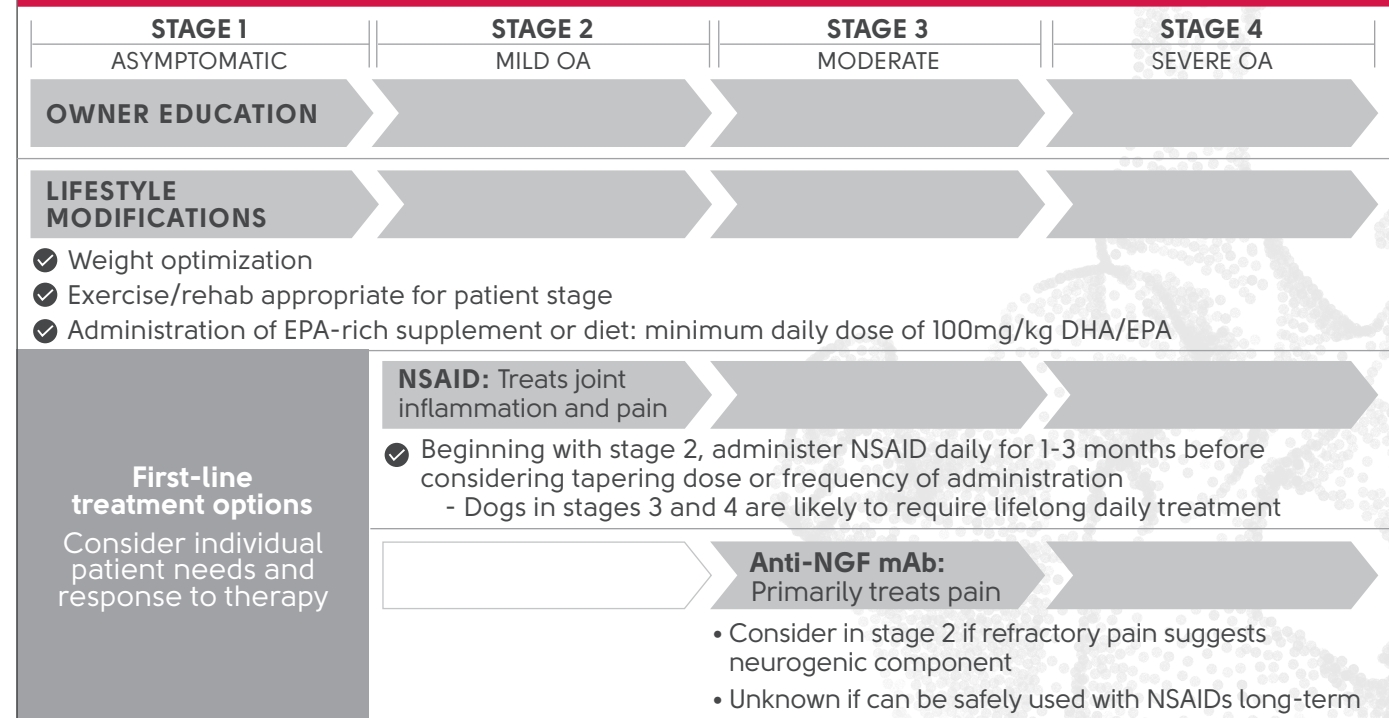 STAGE 1
ASYMPTOMATIC
STAGE 2
MILD OA
STAGE 3
MODERATE
STAGE 4
SEVERE OA
OWNER EDUCATION
LIFESTYLE
MODIFICATIONS
Weight optimization
Exercise/rehab appropriate for patient stage
Administration of EPA-rich supplement or diet: minimum daily dose of 100mg/kg DHA/EPA
First-line
treatment options
Consider individual
patient needs and
response to therapy
NSAID: Treats joint
inflammation and pain
Beginning with stage 2, administer NSAID daily for 1-3 months before
considering tapering dose or frequency of administration
- Dogs in stages 3 and 4 are likely to require lifelong daily treatment
Anti-NGF mAb:
Primarily treats pain
• Consider in stage 2 if refractory pain suggests
neurogenic component
• Unknown if can be safely used with NSAIDs long-term